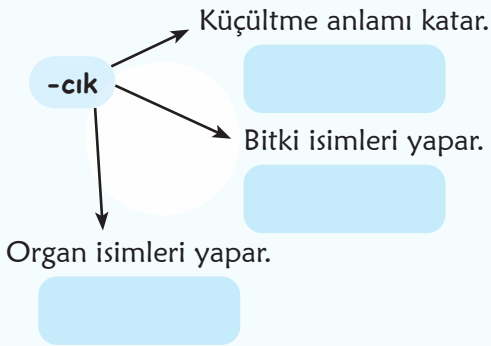 Küçültme anlamı katar.
-cık
Bitki isimleri yapar.
Organ isimleri yapar.